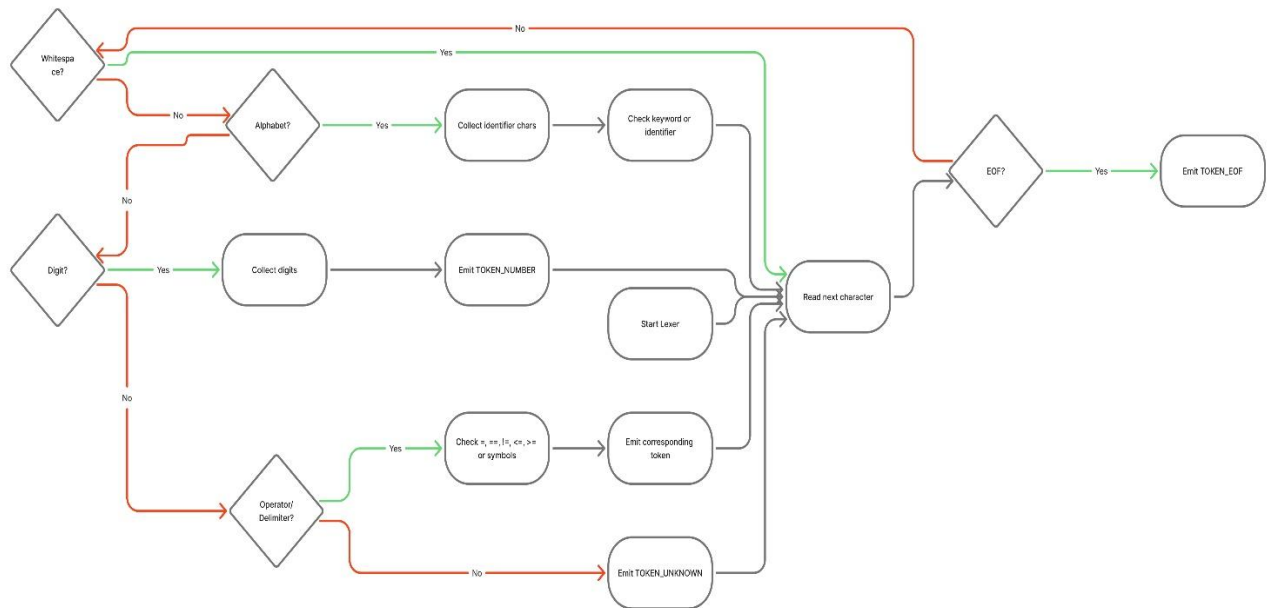 No
Yes
Whitespa
ce?
No
Alphabet?
Yes
Collect identifier chars
Check keyword or
identifier
EOF?
Yes
Emit TOKEN_EOF
No
Digit?
Yes
Collect digits
Emit TOKEN_NUMBER
Start Lexer
Read next character
No
Operator/
Delimiter?
Yes
Check =, ==, !=, <=, >=
or symbols
Emit corresponding
token
No
Emit TOKEN_UNKNOWN